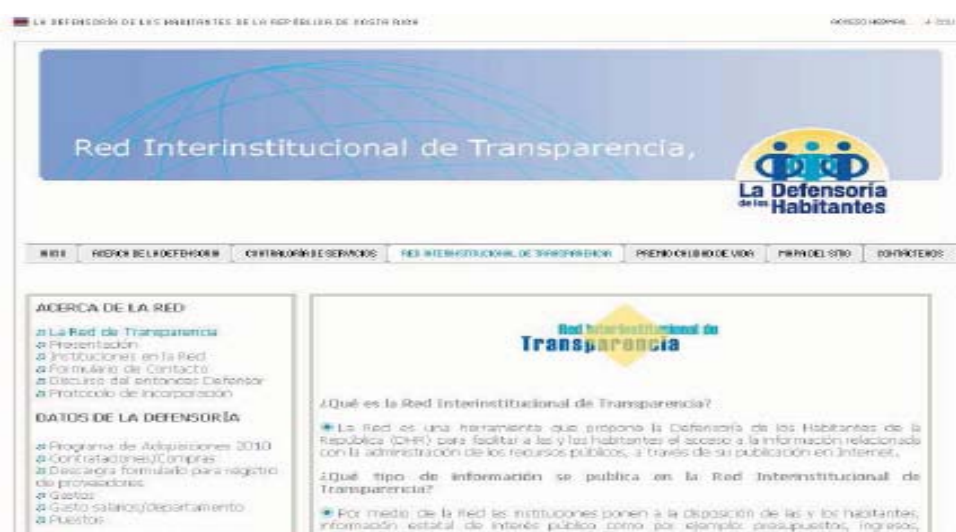 LA DEFENSORÍA DE LOS HABITANTES DE LA REPÚBLICA DE COSTA RICA
ACCESO WEBMAIL
Red Interinstitucional de Transparencia,
La Defensoría
de los Habitantes
INICIO ACERCA DE LA DEFENSORIA CONTRALORÍA DE SERVICIOS RED INTERINSTITUCIONAL DE TRANSPARENCIA PREMIO CALIDAD DE VIDA MAPA DEL SITIO CONTÁCTENOS
ACERCA DE LA RED
La Red de Transparencia
Presentación
Instituciones en la Red
Formulario de Contacto
Discurso del entonces Defensor
Protocolo de incorporación
DATOS DE LA DEFENSORÍA
Programa de Adquisiciones 2010
Contrataciones/Compras
Descarga formulario para registro
de proveedores
Gastos
Gasto salarios/departamento
Puestos
Red Interinstitucional de
Transparencia
¿Qué es la Red Interinstitucional de Transparencia?
La Red es una herramienta que propone la Defensoría de los Habitantes de la
República (DHR) para facilitar a las y los habitantes el acceso a la información relacionada
con la administración de los recursos públicos, a través de su publicación en Internet.
¿Qué tipo de información se publica en la Red Interinstitucional de
Transparencia?
Por medio de la Red las instituciones ponen a la disposición de las y los habitantes,
información estatal de interés público como por ejemplo: presupuestos, ingresos,